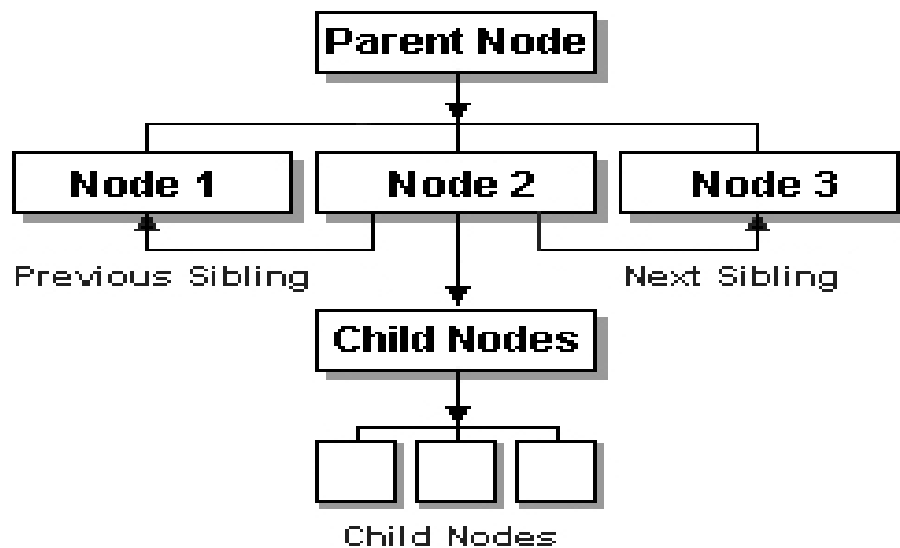 Parent Node
Node 1
Node 2
Node 3
Previous Sibling
Next Sibling
Child Nodes
Child Nodes